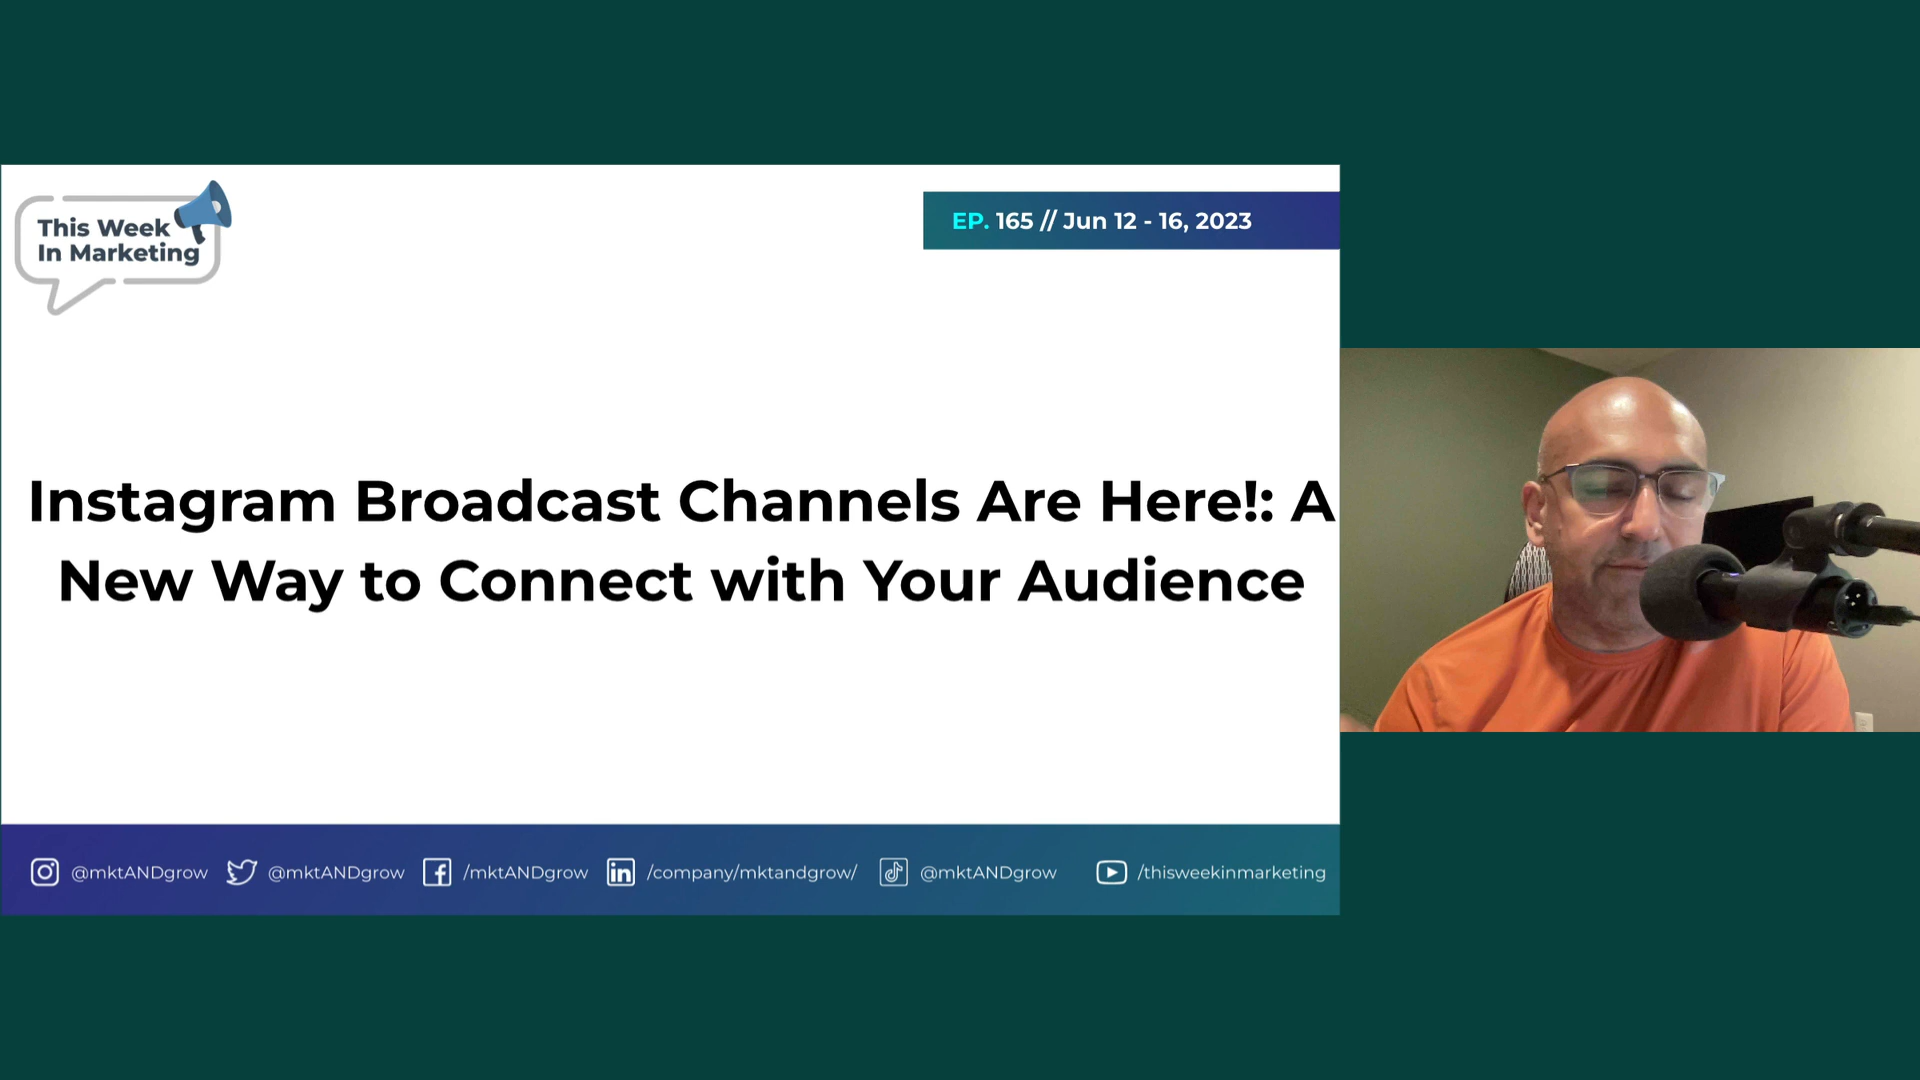 This Week
In Marketing
EP. 165 // Jun 12 - 16, 2023
Instagram Broadcast Channels Are Here!: A
New Way to Connect with Your Audience
@mktANDgrow @mktANDgrow /mktANDgrow /company/mktandgrow/ @mktANDgrow /thisweekinmarketing